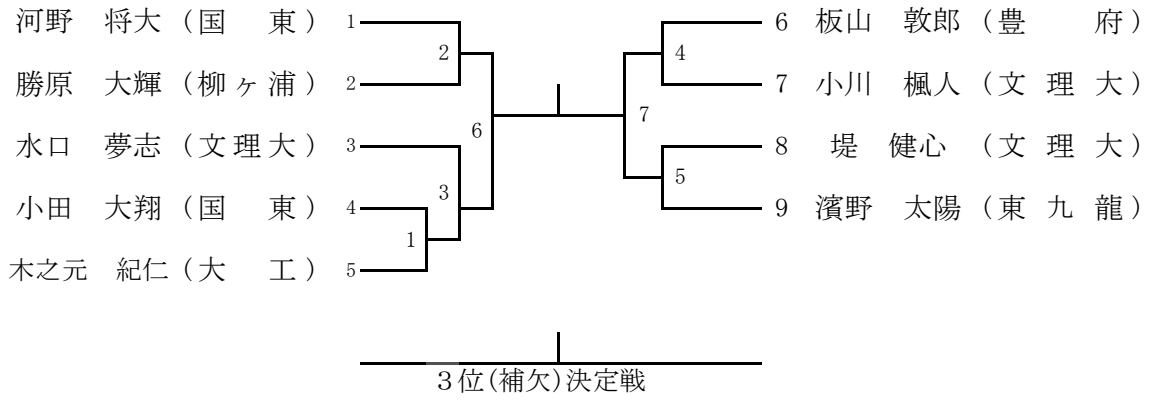 河野 将大 (国 東) 1
勝原 大輝 (柳ヶ浦) 2
水口 夢志 (文理大) 3
小田 大翔 (国 東) 4
木之元 紀仁 (大 工) 5
2
6
3
1
7
4
5
6 板山 敦郎 (豊 府)
7 小川 楓人 (文 理 大)
8 堤 健心 (文 理 大)
9 濱野 太陽 (東 九 龍)
3位(補欠)決定戦